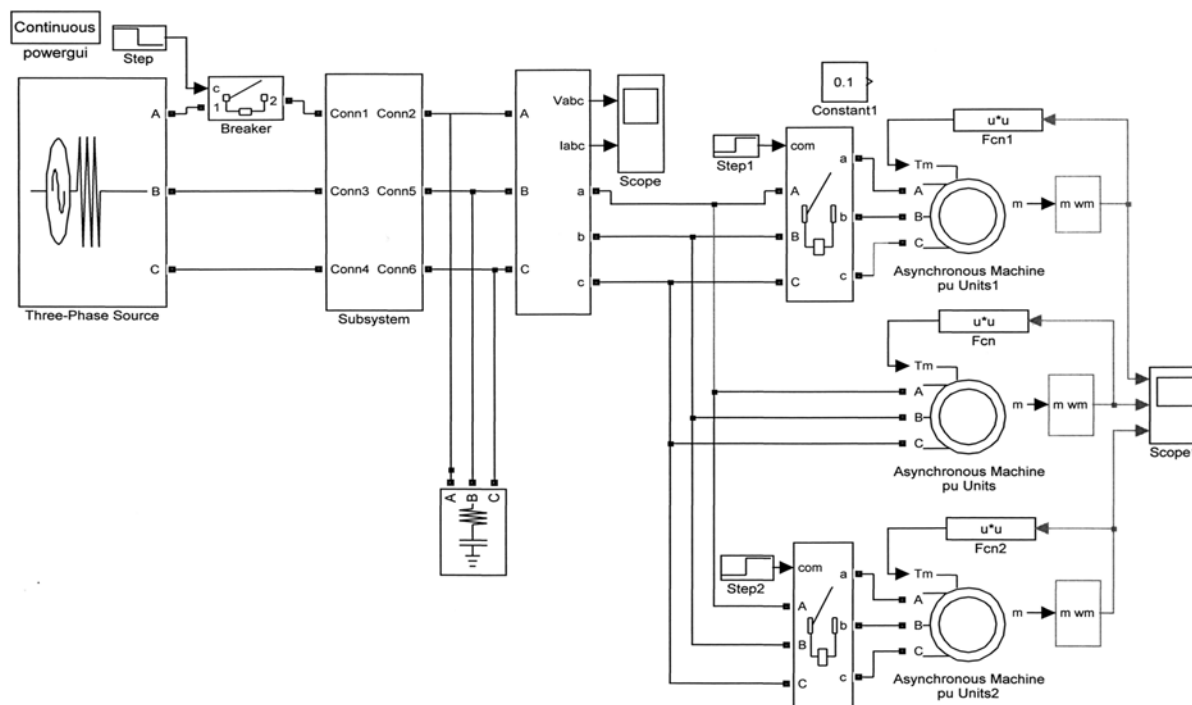 Continuous
powergui
Step
c
1
2
Breaker
A
B
C
Three-Phase Source
Conn1
Conn2
Conn3
Conn5
Conn4
Conn6
Subsystem
A
B
C
Vabc
Iabc
a
b
c
Scope
A
B
C
0.1
Constant1
Step1
com
A
B
C
a
b
c
u*u
Fcn1
Tm
A
B
C
m
m wm
Asynchronous Machine
pu Units1
u*u
Fcn
Tm
A
B
C
m
m wm
Asynchronous Machine
pu Units
Step2
com
A
B
C
a
b
c
u*u
Fcn2
Tm
A
B
C
m
m wm
Asynchronous Machine
pu Units2